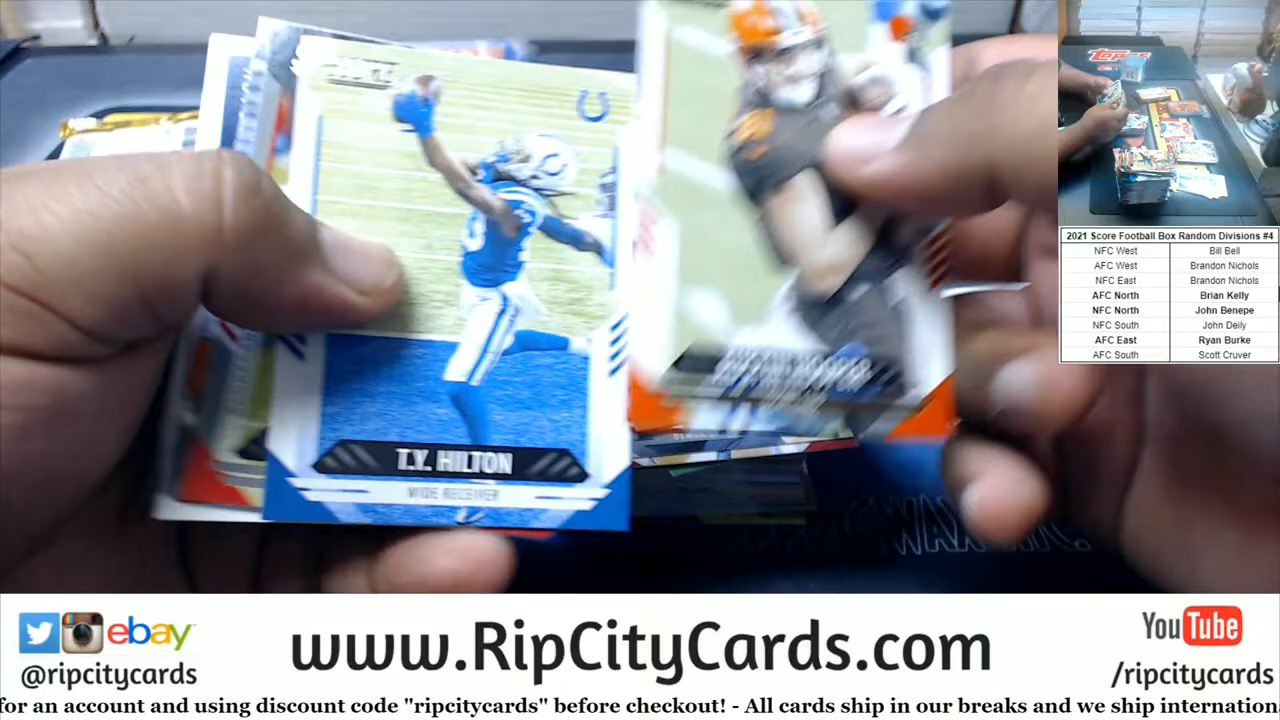 T.Y. HILTON
WIDE RECEIVER
Topps
2021 Score Football Box Random Divisions #4
NFC West Bill Bell
AFC West Brandon Nichols
NFC East Brandon Nichols
AFC North Brian Kelly
NFC North John Benepe
NFC South John Deily
AFC East Ryan Burke
AFC South Scott Cruver
ebay
@ripcitycards
www.RipCityCards.com
YouTube
/ripcitycards
for an account and using discount code "ripcitycards" before checkout! - All cards ship in our breaks and we ship internation